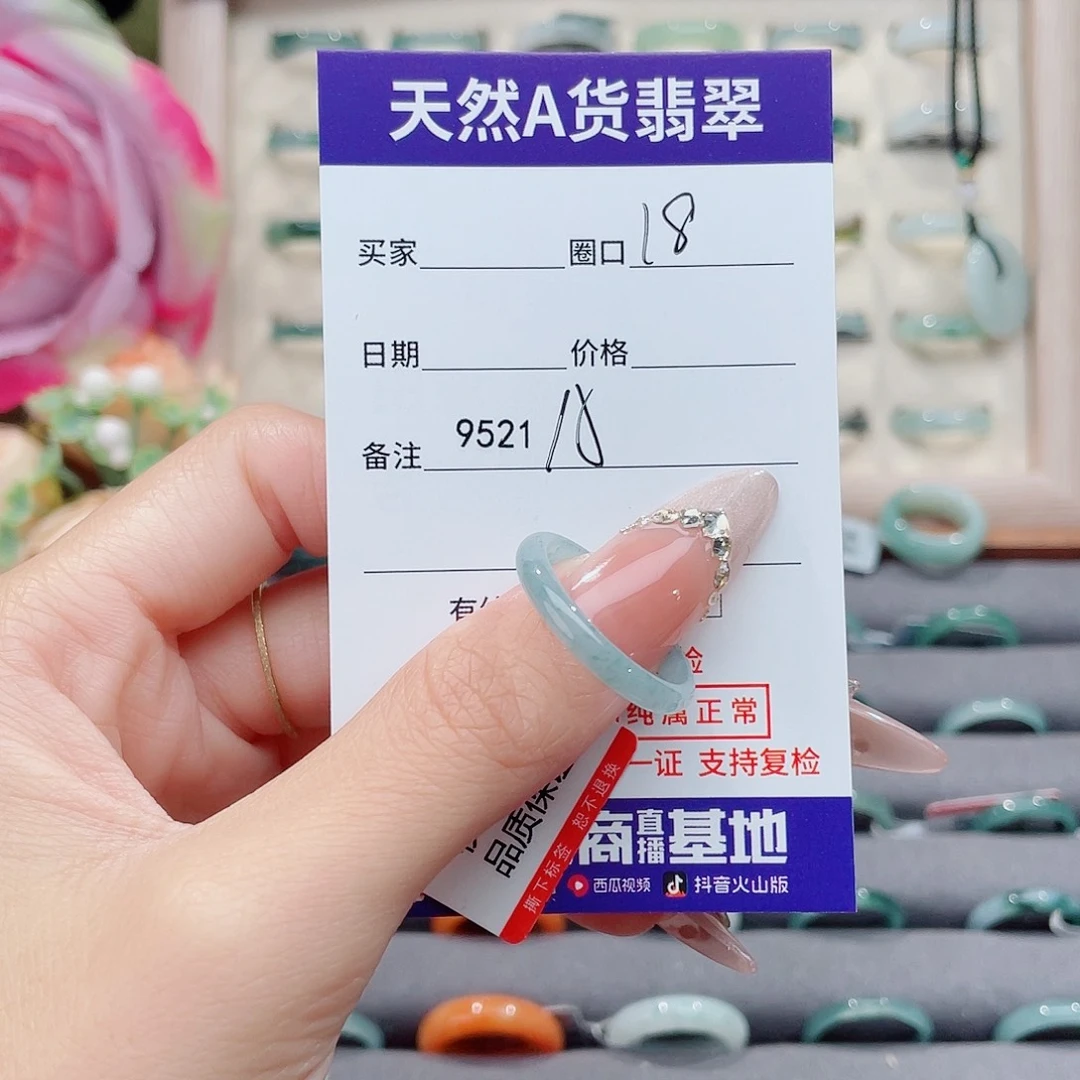 天然A货翡翠
买家 圈口 18
日期 价格
备注 9521 18
有
检
纯属正常
一证 支持复检
品质保
撕下标签 恕不退换
商直播基地
西瓜视频 抖音火山版